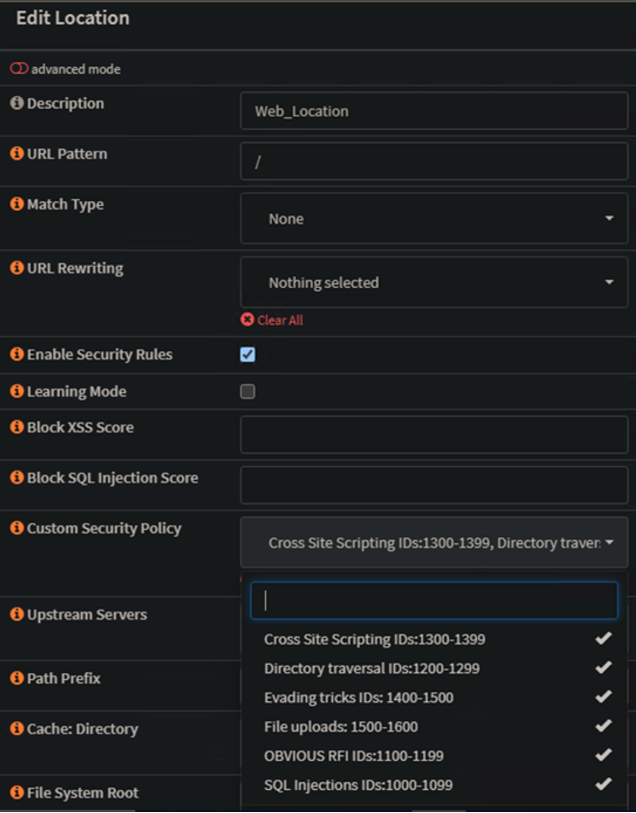 Edit Location
advanced mode
Description
Web_Location
URL Pattern
/
Match Type
None
URL Rewriting
Nothing selected
Clear All
Enable Security Rules
Learning Mode
Block XSS Score
Block SQL Injection Score
Custom Security Policy
Cross Site Scripting IDs:1300-1399, Directory traver
Upstream Servers
Cross Site Scripting IDs:1300-1399
Directory traversal IDs:1200-1299
Path Prefix
Evading tricks IDs: 1400-1500
Cache: Directory
File uploads: 1500-1600
OBVIOUS RFI IDs:1100-1199
File System Root
SQL Injections IDs:1000-1099